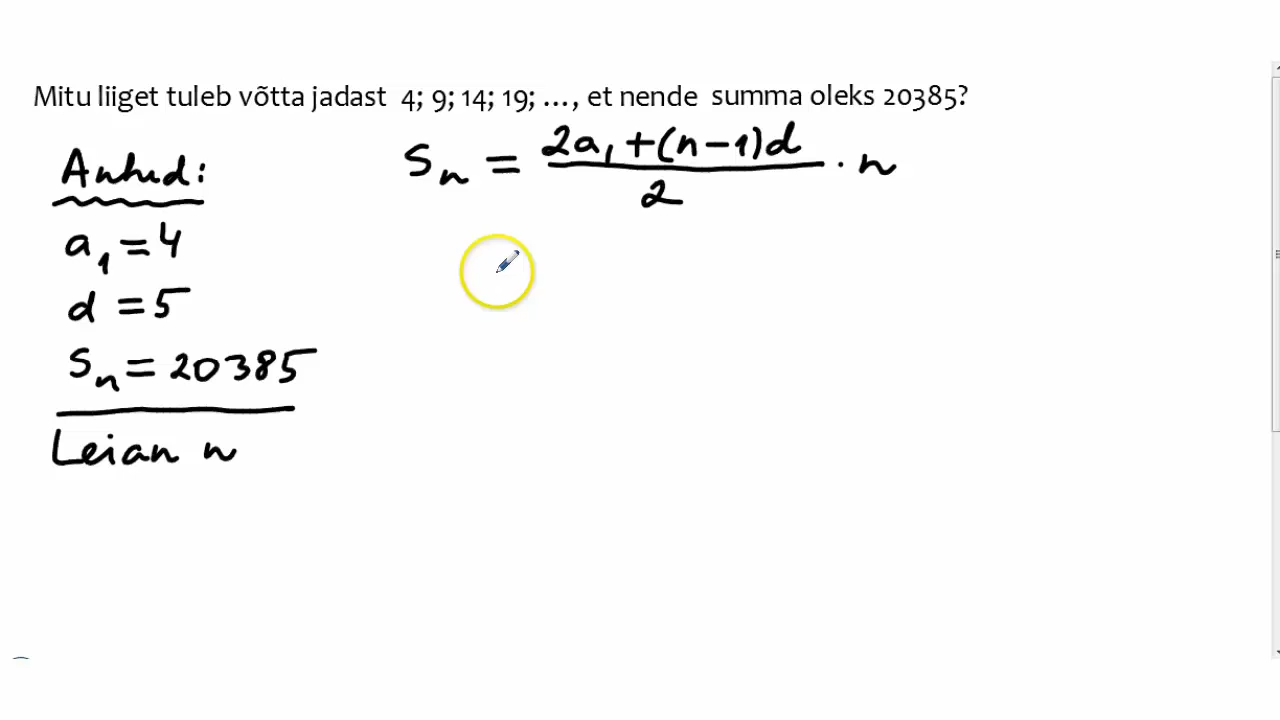 Mitu liiget tuleb võtta jadast 4; 9; 14; 19; ..., et nende summa oleks 20385?
Antud:
a₁ = 4
d = 5
Sₙ = 20385
Leian n
Sₙ = (2a₁ + (n - 1)d)/2 · n